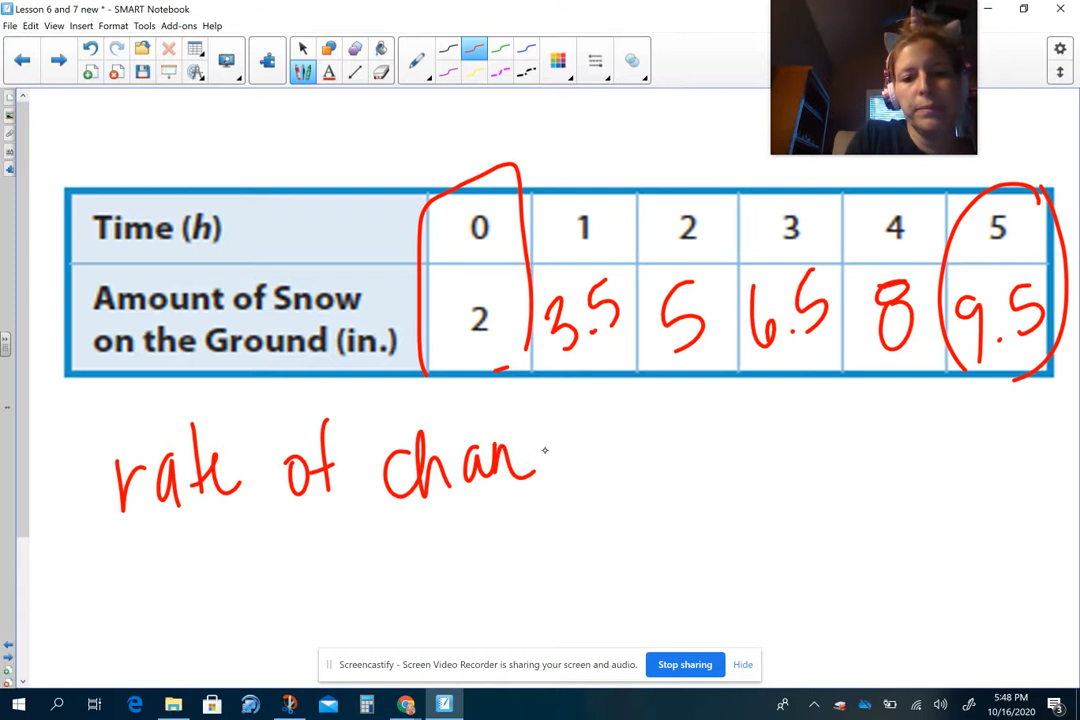 Lesson 6 and 7 new * - SMART Notebook
File Edit View Insert Format Tools Add-ons Help
Time (h) 0 1 2 3 4 5
Amount of Snow
on the Ground (in.) 2 3.5 5 6.5 8 9.5
rate of chan
Screencastify - Screen Video Recorder is sharing your screen and audio. Stop sharing Hide
5:48 PM
10/16/2020